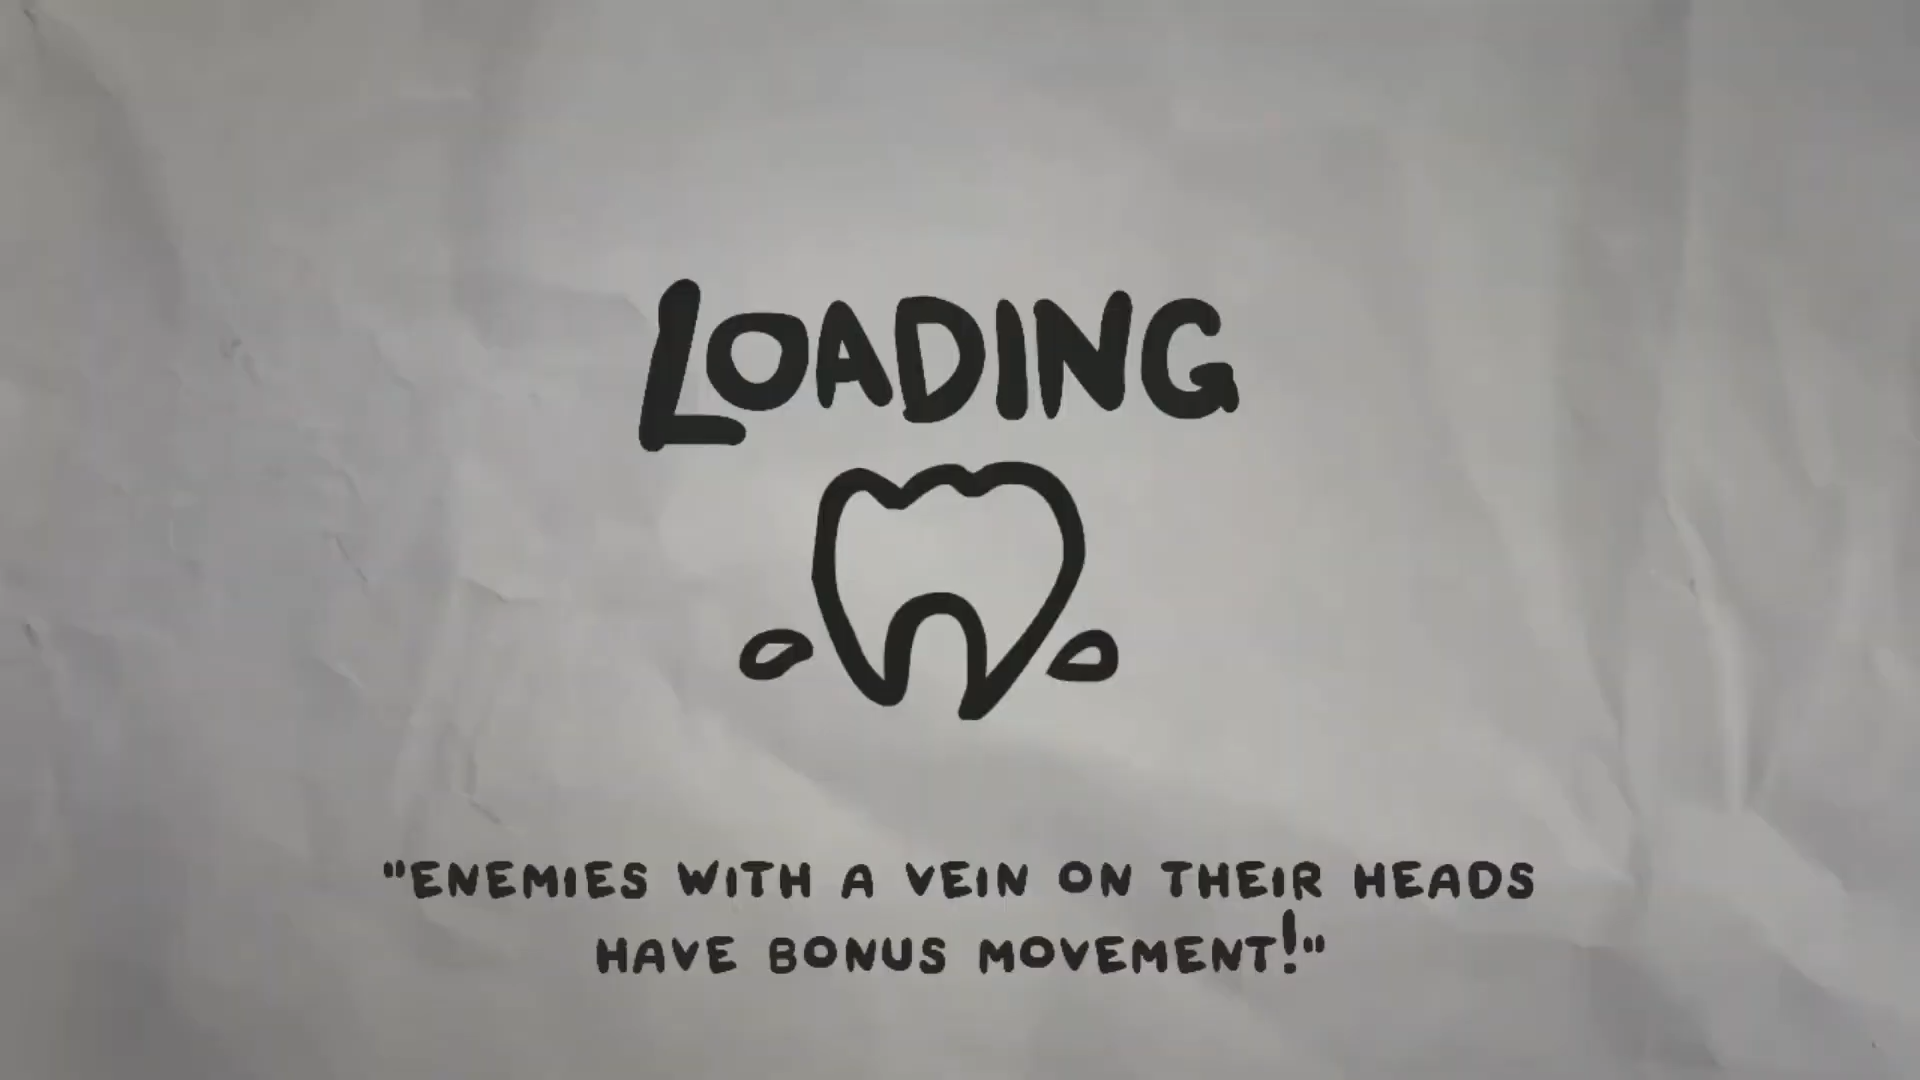 LOADING
"ENEMIES WITH A VEIN ON THEIR HEADS
HAVE BONUS MOVEMENT!"